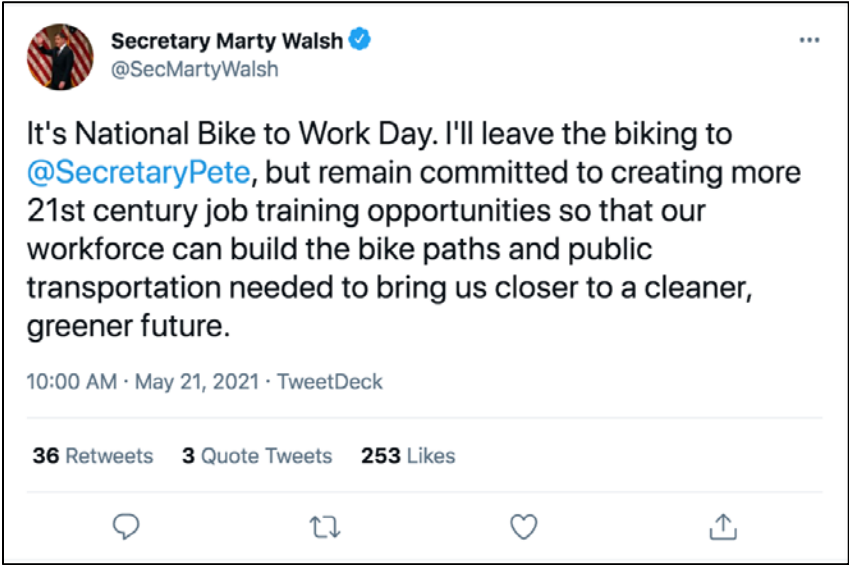 Secretary Marty Walsh
@SecMartyWalsh
It's National Bike to Work Day. I'll leave the biking to
@SecretaryPete, but remain committed to creating more
21st century job training opportunities so that our
workforce can build the bike paths and public
transportation needed to bring us closer to a cleaner,
greener future.
10:00 AM · May 21, 2021 · TweetDeck
36 Retweets 3 Quote Tweets 253 Likes